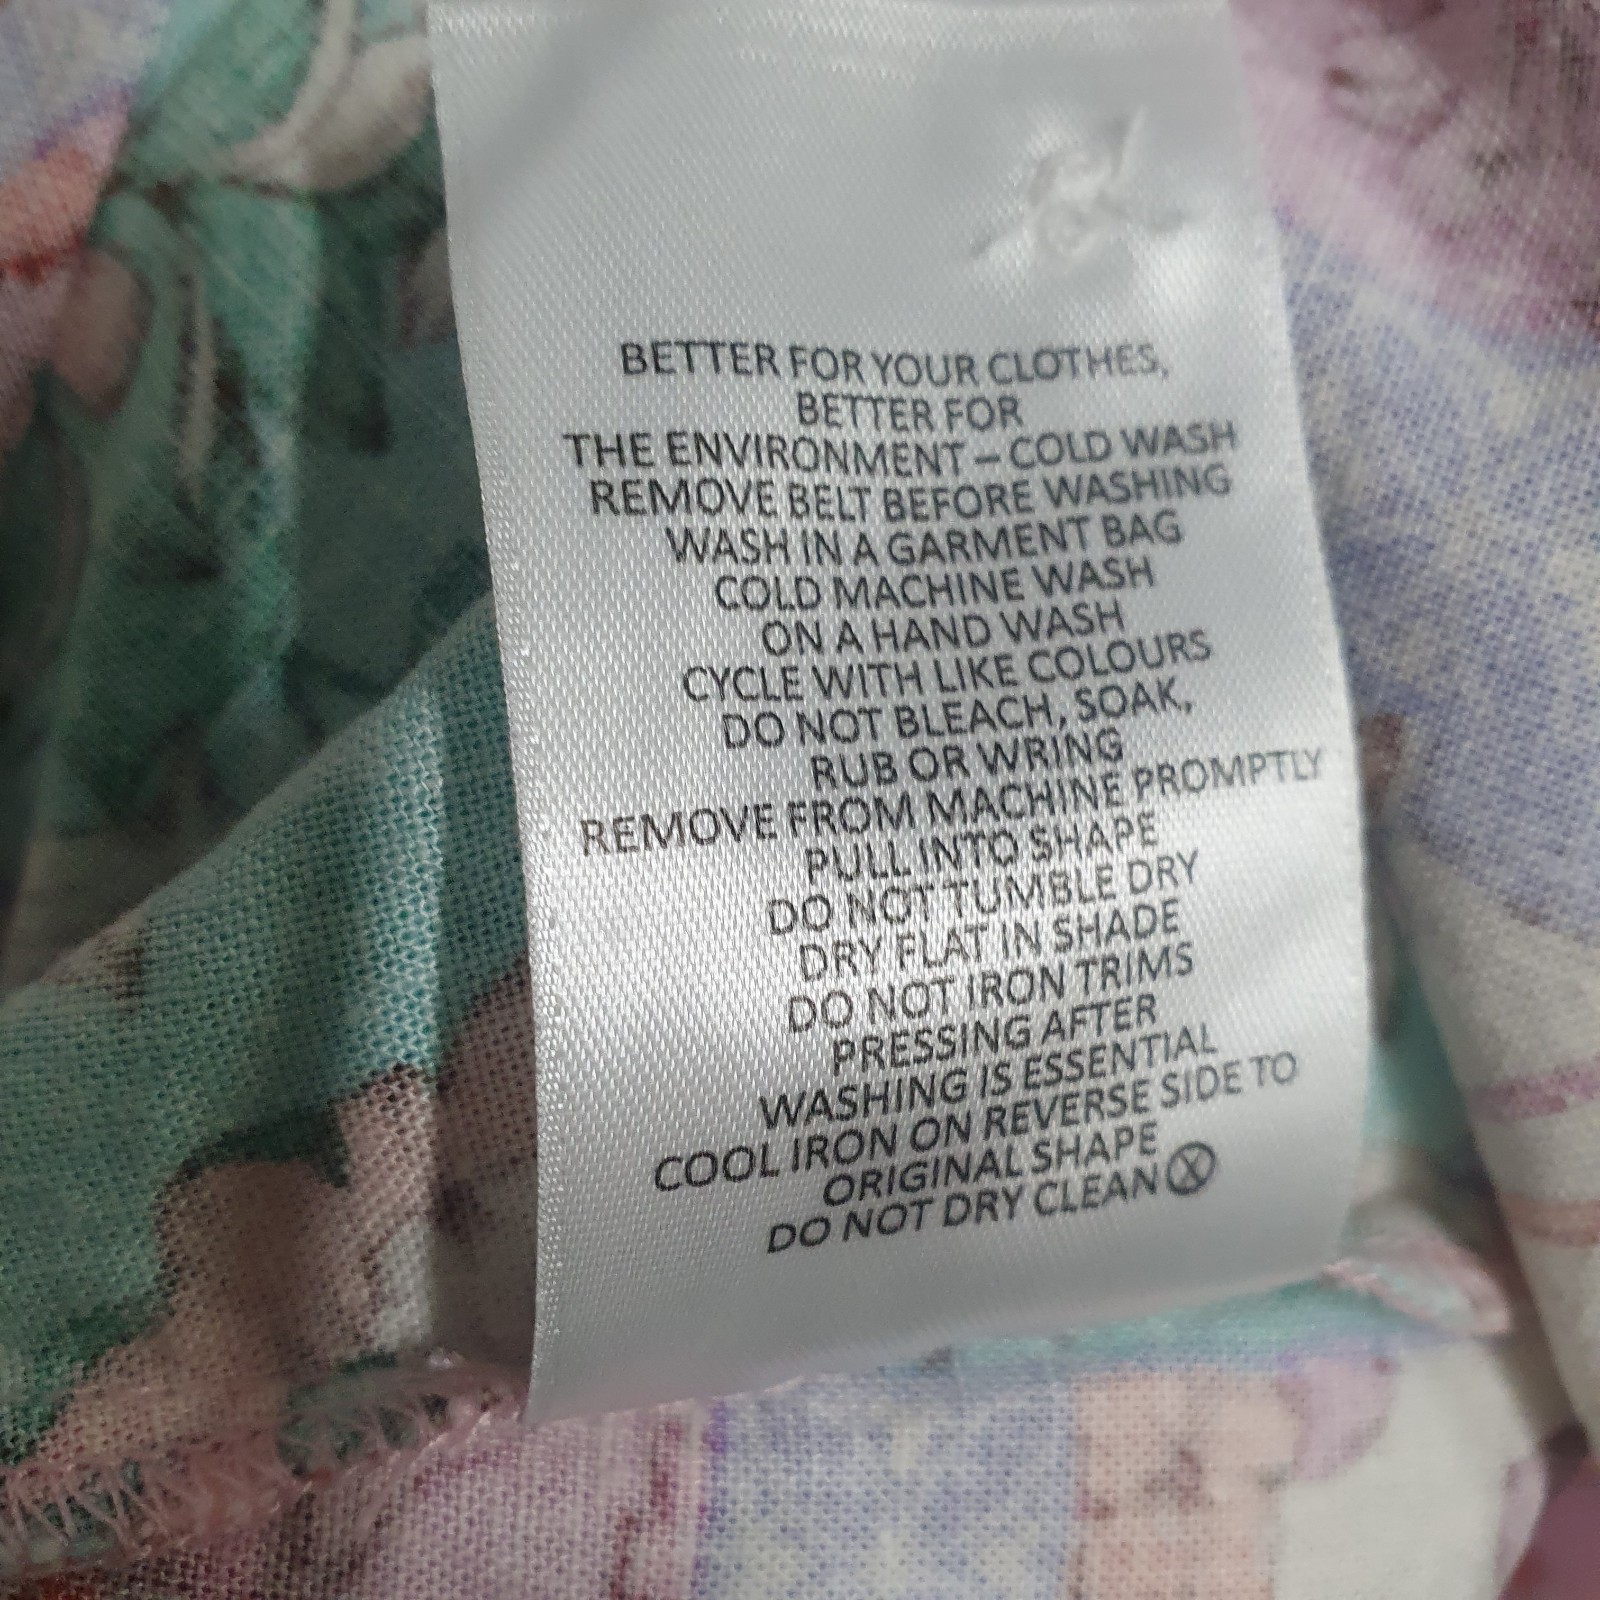 BETTER FOR YOUR CLOTHES,
BETTER FOR
THE ENVIRONMENT – COLD WASH
REMOVE BELT BEFORE WASHING
WASH IN A GARMENT BAG
COLD MACHINE WASH
ON A HAND WASH
CYCLE WITH LIKE COLOURS
DO NOT BLEACH, SOAK,
RUB OR WRING
REMOVE FROM MACHINE PROMPTLY
PULL INTO SHAPE
DO NOT TUMBLE DRY
DRY FLAT IN SHADE
DO NOT IRON TRIMS
PRESSING AFTER
WASHING IS ESSENTIAL
COOL IRON ON REVERSE SIDE TO
ORIGINAL SHAPE
DO NOT DRY CLEAN